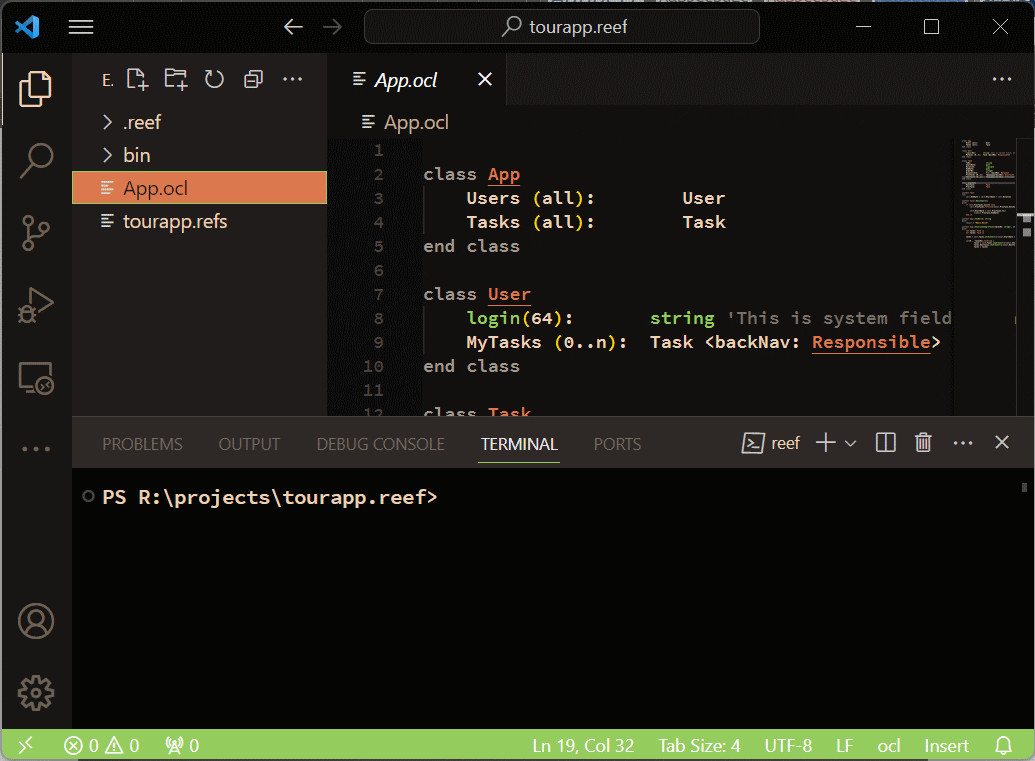 tourapp.reef
E.
App.ocl
.reef
bin
App.ocl
tourapp.refs
App.ocl
1
2 class App
3 Users (all): User
4 Tasks (all): Task
5 end class
6
7 class User
8 login(64): string 'This is system field
9 MyTasks (0..n): Task <backNav: Responsible>
10 end class
11
12 class Task
PROBLEMS OUTPUT DEBUG CONSOLE TERMINAL PORTS reef
PS R:\projects\tourapp.reef>
0 0 0 Ln 19, Col 32 Tab Size: 4 UTF-8 LF ocl Insert